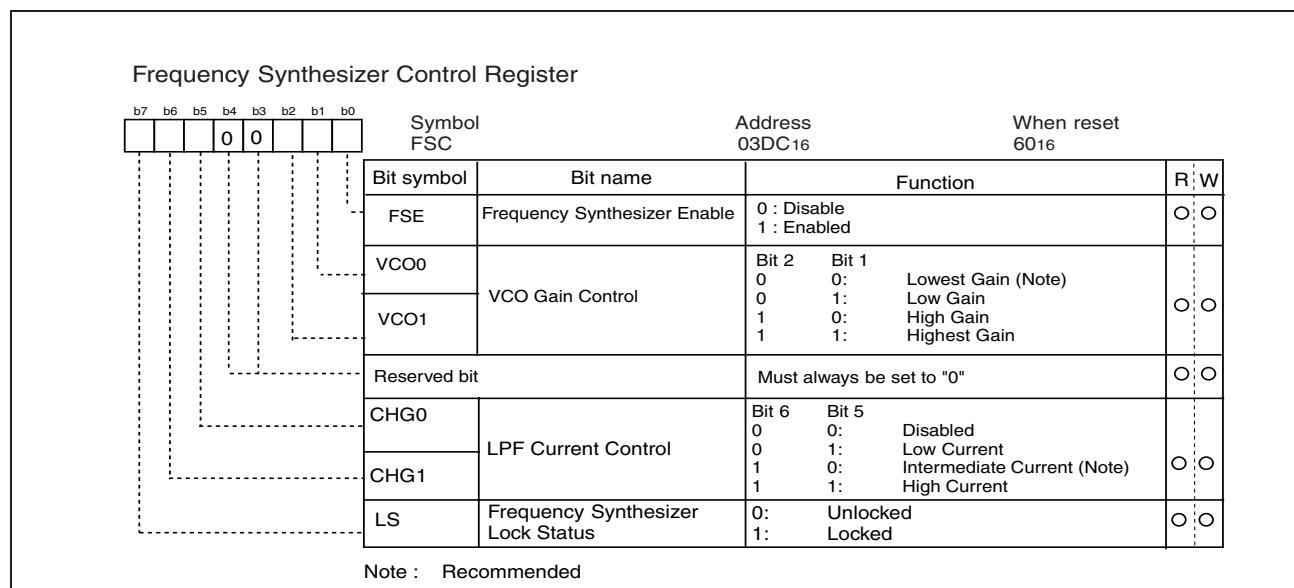 Frequency Synthesizer Control Register
b7 b6 b5 b4 b3 b2 b1 b0
0 0
Symbol Address When reset
FSC 03DC16 6016
Bit symbol Bit name Function R W
FSE Frequency Synthesizer Enable 0 : Disable
1 : Enabled
O O
VCO0
VCO1
VCO Gain Control
Bit 2 Bit 1
0 0: Lowest Gain (Note)
0 1: Low Gain
1 0: High Gain
1 1: Highest Gain
O O
Reserved bit Must always be set to "0" O O
CHG0
CHG1
LPF Current Control
Bit 6 Bit 5
0 0: Disabled
0 1: Low Current
1 0: Intermediate Current (Note)
1 1: High Current
O O
LS
Frequency Synthesizer
Lock Status
0: Unlocked
1: Locked
O O
Note : Recommended